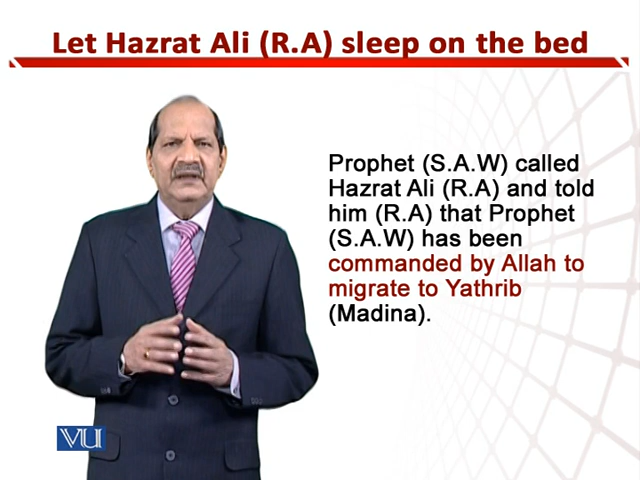 Let Hazrat Ali (R.A) sleep on the bed
Prophet (S.A.W) called
Hazrat Ali (R.A) and told
him (R.A) that Prophet
(S.A.W) has been
commanded by Allah to
migrate to Yathrib
(Madina).
VU